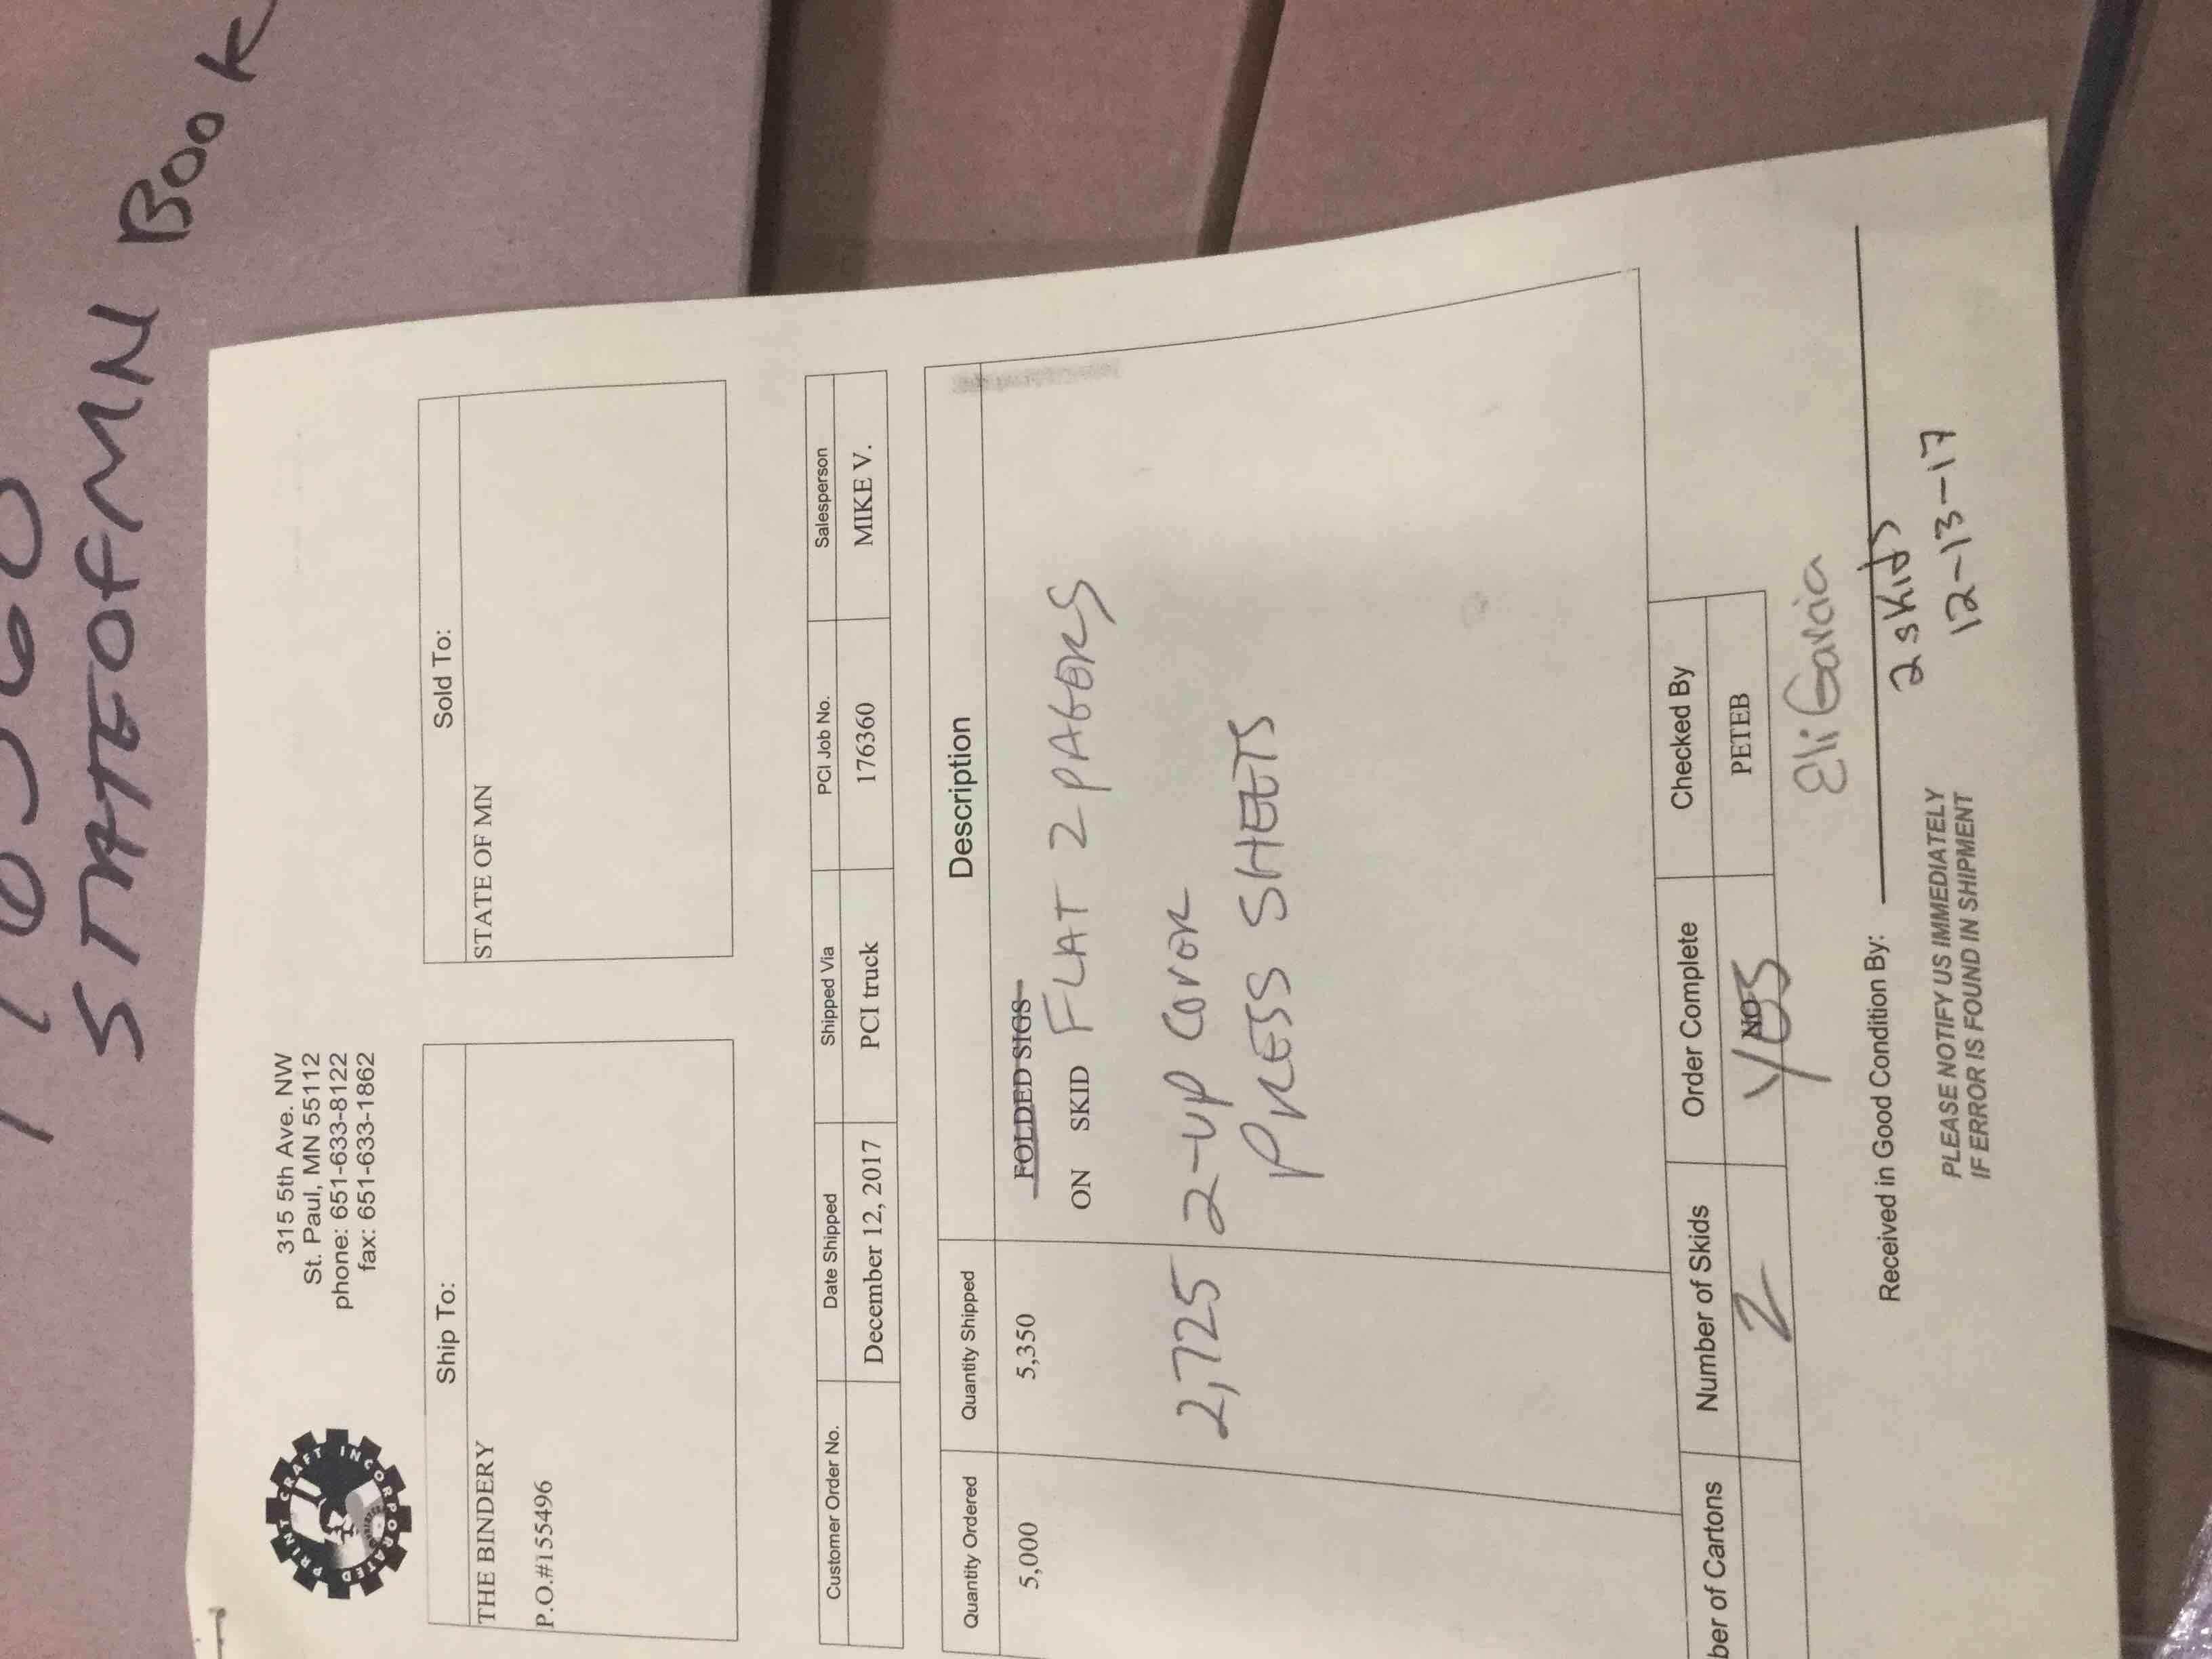 STATE OF MN Book
PRINT CRAFT INCORPORATED
315 5th Ave. NW
St. Paul, MN 55112
phone: 651-633-8122
fax: 651-633-1862
Ship To:
THE BINDERY
P.O.#155496
Sold To:
STATE OF MN
Customer Order No. Date Shipped Shipped Via PCI Job No. Salesperson
December 12, 2017 PCI truck 176360 MIKE V.
Quantity Ordered Quantity Shipped Description
5,000 5,350 FOLDED SIGS
ON SKID FLAT 2 PAGERS
2,725 2-UP COVER
PRESS SHEETS
ber of Cartons Number of Skids Order Complete Checked By
2 NO YES PETEB
Eli Garcia
Received in Good Condition By:
2 skids
12-13-17
PLEASE NOTIFY US IMMEDIATELY
IF ERROR IS FOUND IN SHIPMENT